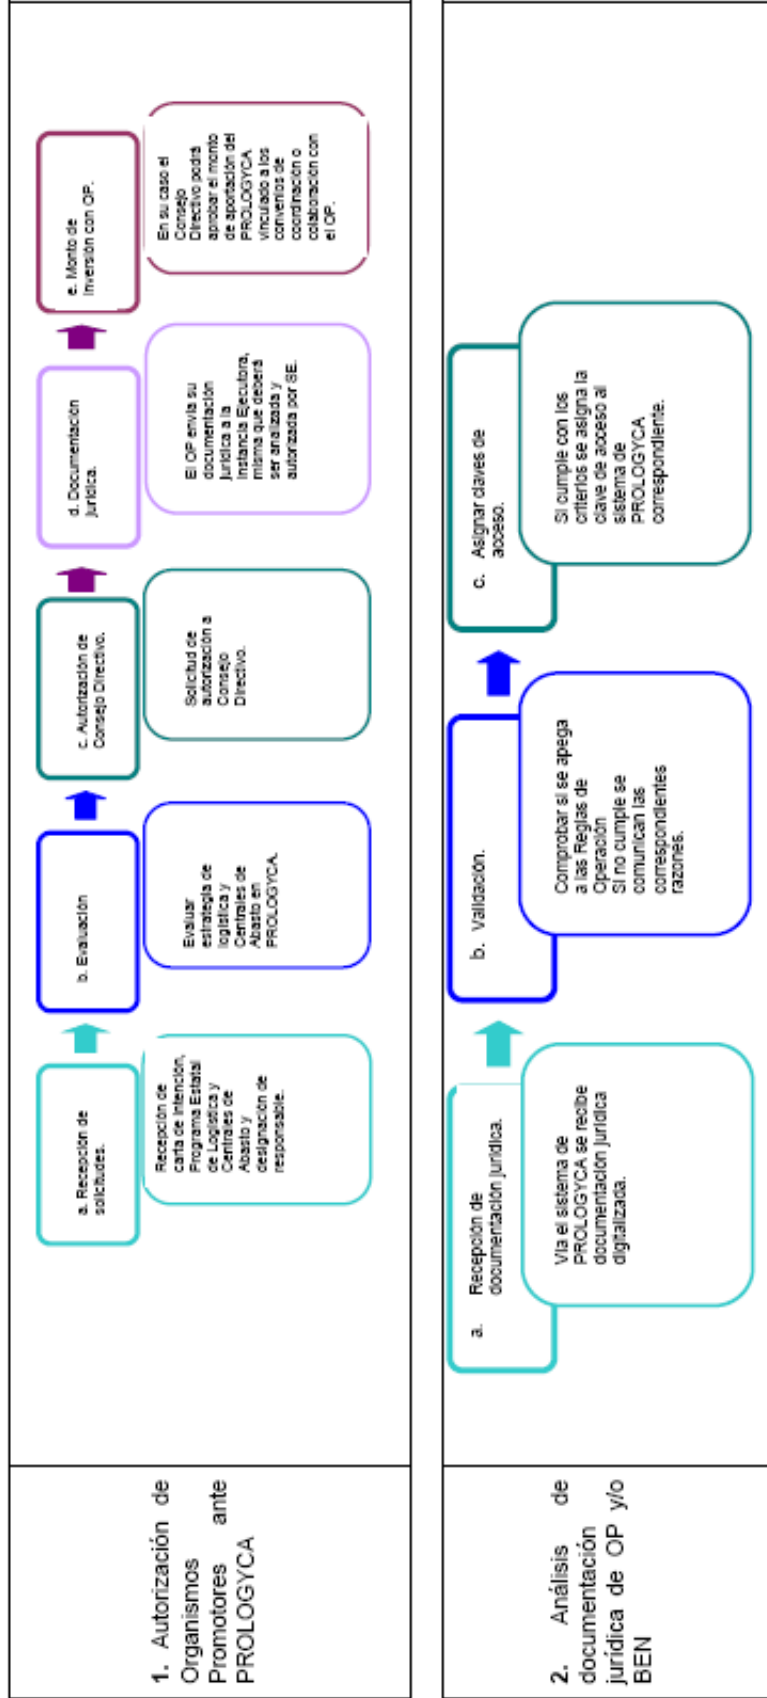 1. Autorización de
Organismos
Promotores ante
PROLOGYCA
a. Recepción de
solicitudes.
Recepción de
carta de intención,
Programa Estatal
de Logística y
Centrales de
Abasto y
designación de
responsable.
b. Evaluación
Evaluar
estrategia de
logística y
Centrales de
Abasto en
PROLOGYCA.
c. Autorización de
Consejo Directivo.
Solicitud de
autorización a
Consejo
Directivo.
d. Documentación
jurídica.
El OP envía su
documentación
jurídica a la
Instancia Ejecutora,
misma que deberá
ser analizada y
autorizada por SE.
e. Monto de
Inversión con OP.
En su caso el
Consejo
Directivo podrá
aprobar el monto
de aportación del
PROLOGYCA
vinculado a los
convenios de
coordinación o
colaboración con
el OP.
2. Análisis de
documentación
jurídica de OP y/o
BEN
a. Recepción de
documentación jurídica.
Vía el sistema de
PROLOGYCA se recibe
documentación jurídica
digitalizada.
b. Validación.
Comprobar si se apega
a las Reglas de
Operación
Si no cumple se
comunican las
correspondientes
razones.
c. Asignar claves de
acceso.
Si cumple con los
criterios se asigna la
clave de acceso al
sistema de
PROLOGYCA
correspondiente.